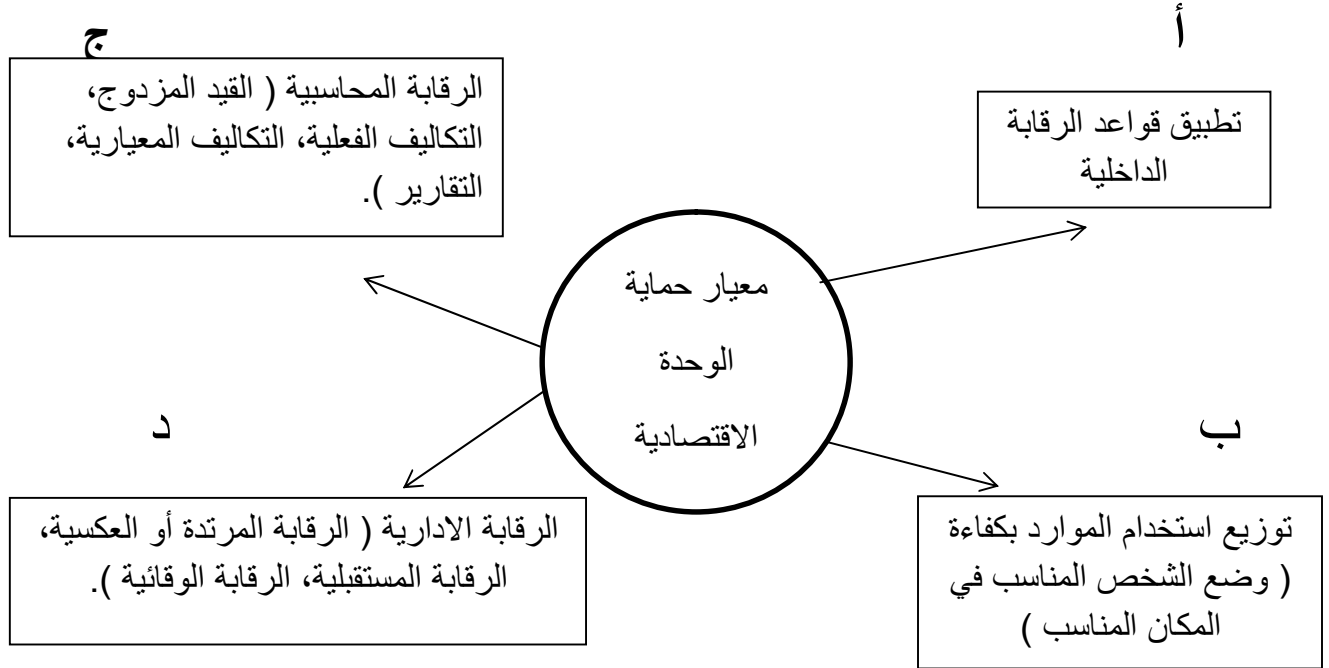 أ
تطبيق قواعد الرقابة
الداخلية
ج
الرقابة المحاسبية ( القيد المزدوج،
التكاليف الفعلية، التكاليف المعيارية،
التقارير ).
معيار حماية
الوحدة
الاقتصادية
ب
توزيع استخدام الموارد بكفاءة
( وضع الشخص المناسب في
المكان المناسب )
د
الرقابة الادارية ( الرقابة المرتدة أو العكسية،
الرقابة المستقبلية، الرقابة الوقائية ).